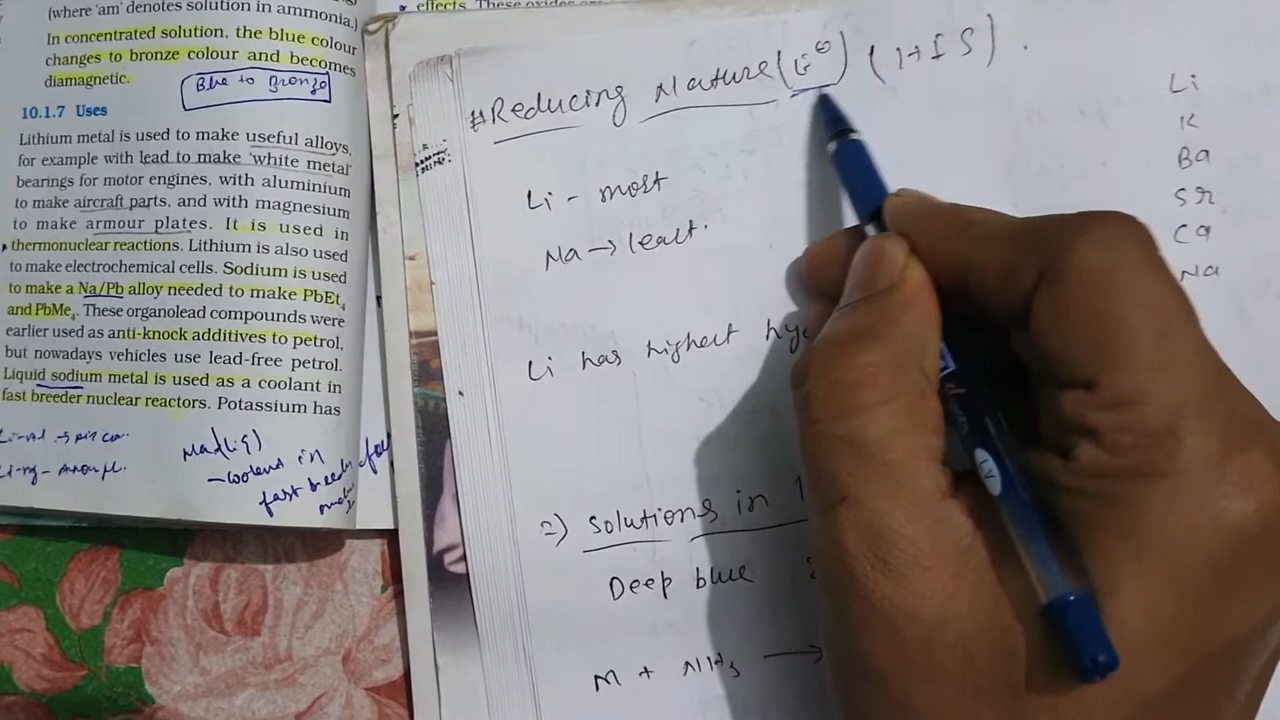 (where 'am' denotes solution in ammonia.)
In concentrated solution, the blue colour
changes to bronze colour and becomes
diamagnetic.
Blue to Bronze
10.1.7 Uses
Lithium metal is used to make useful alloys,
for example with lead to make 'white metal'
bearings for motor engines, with aluminium
to make aircraft parts, and with magnesium
to make armour plates. It is used in
thermonuclear reactions. Lithium is also used
to make electrochemical cells. Sodium is used
to make a Na/Pb alloy needed to make PbEt₄
and PbMe₄. These organolead compounds were
earlier used as anti-knock additives to petrol,
but nowadays vehicles use lead-free petrol.
Liquid sodium metal is used as a coolant in
fast breeder nuclear reactors. Potassium has
Na(liq)
– coolens in
fast
effects. These oxides
#Reducing Nature (E⊖) (HIS).
Li - most
Na → least.
Li has highest hy
=) Solutions in
Deep blue
M + NH₃ →
Li
K
Ba
Sr
Ca
Na